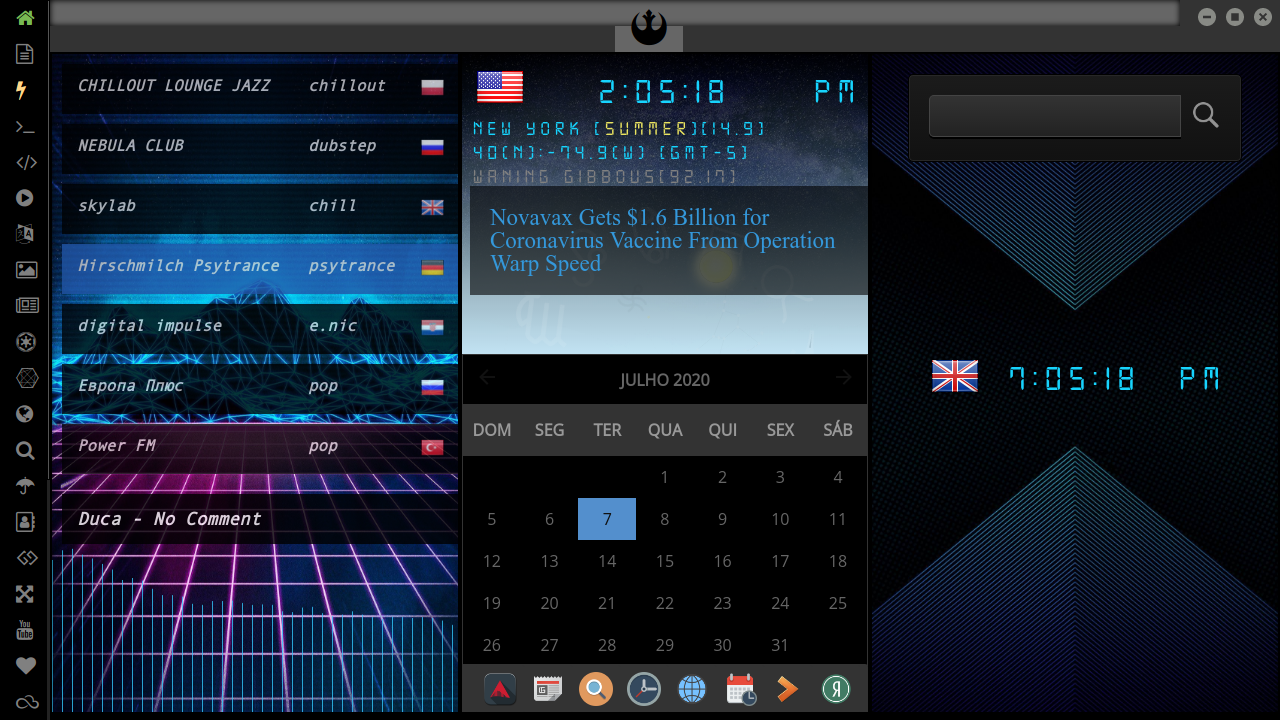 CHILLOUT LOUNGE JAZZ chillout
NEBULA CLUB dubstep
skylab chill
Hirschmilch Psytrance psytrance
digital impulse e.nic
Европа Плюс pop
Power FM pop
Duca - No Comment
2:05:18 PM
NEW YORK [SUMMER][14.9]
40(N):-74.9(W) [GMT-5]
WANING GIBBOUS[92.17]
Novavax Gets $1.6 Billion for
Coronavirus Vaccine From Operation
Warp Speed
JULHO 2020
DOM SEG TER QUA QUI SEX SÁB
1 2 3 4
5 6 7 8 9 10 11
12 13 14 15 16 17 18
19 20 21 22 23 24 25
26 27 28 29 30 31
7:05:18 PM
You
Tube
Я